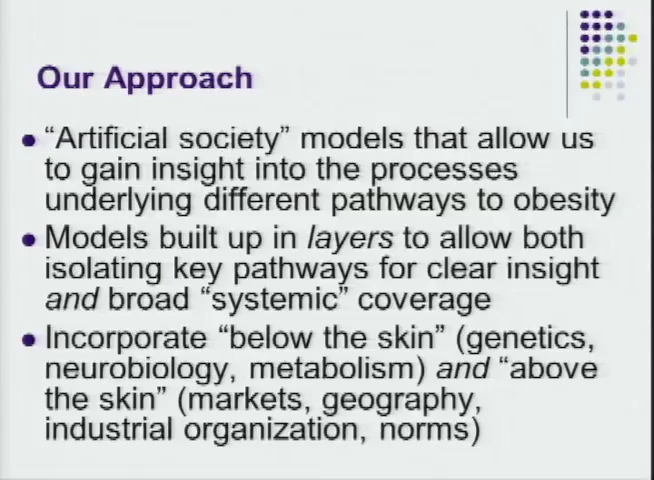 Our Approach
“Artificial society” models that allow us
to gain insight into the processes
underlying different pathways to obesity
Models built up in layers to allow both
isolating key pathways for clear insight
and broad “systemic” coverage
Incorporate “below the skin” (genetics,
neurobiology, metabolism) and “above
the skin” (markets, geography,
industrial organization, norms)